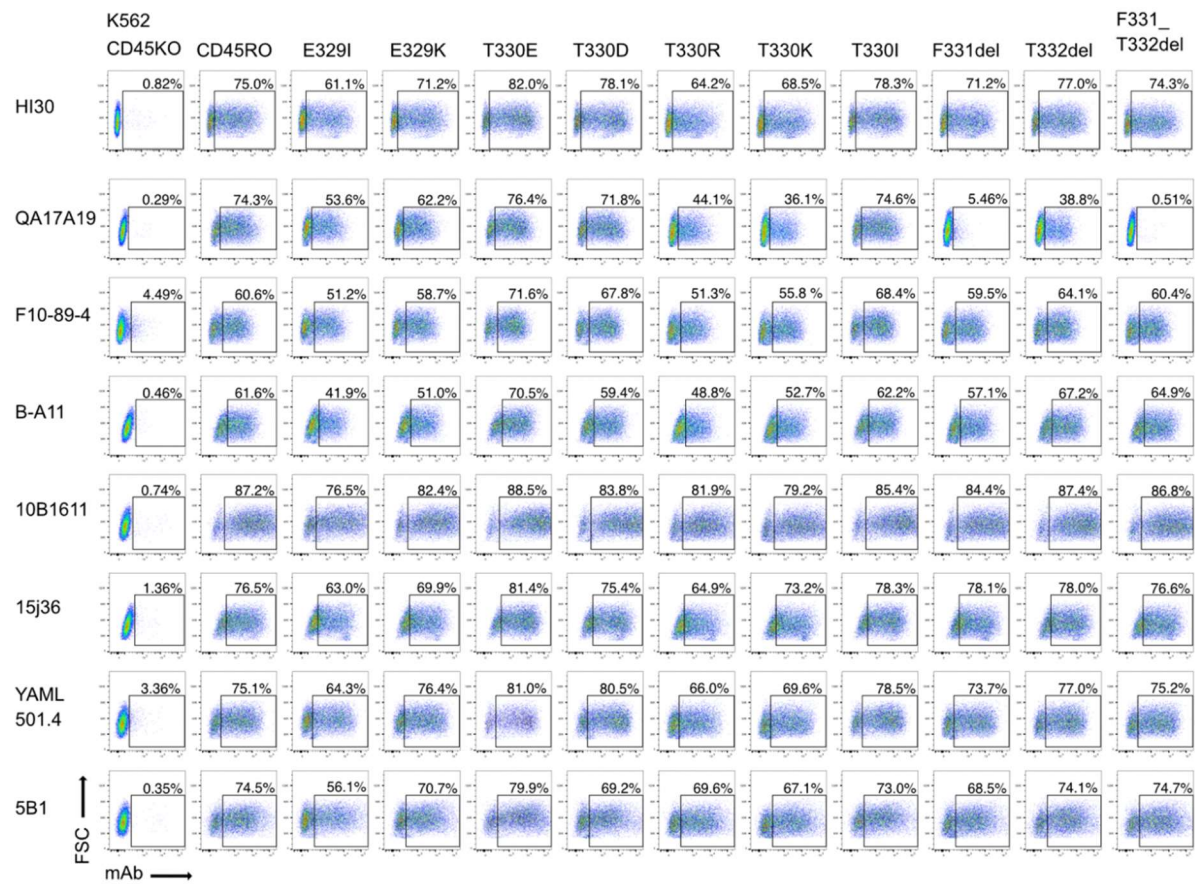 K562
CD45KO CD45RO E329I E329K T330E T330D T330R T330K T330I F331del T332del F331_
T332del
HI30 0.82% 75.0% 61.1% 71.2% 82.0% 78.1% 64.2% 68.5% 78.3% 71.2% 77.0% 74.3%
QA17A19 0.29% 74.3% 53.6% 62.2% 76.4% 71.8% 44.1% 36.1% 74.6% 5.46% 38.8% 0.51%
F10-89-4 4.49% 60.6% 51.2% 58.7% 71.6% 67.8% 51.3% 55.8 % 68.4% 59.5% 64.1% 60.4%
B-A11 0.46% 61.6% 41.9% 51.0% 70.5% 59.4% 48.8% 52.7% 62.2% 57.1% 67.2% 64.9%
10B1611 0.74% 87.2% 76.5% 82.4% 88.5% 83.8% 81.9% 79.2% 85.4% 84.4% 87.4% 86.8%
15j36 1.36% 76.5% 63.0% 69.9% 81.4% 75.4% 64.9% 73.2% 78.3% 78.1% 78.0% 76.6%
YAML
501.4 3.36% 75.1% 64.3% 76.4% 81.0% 80.5% 66.0% 69.6% 78.5% 73.7% 77.0% 75.2%
5B1 0.35% 74.5% 56.1% 70.7% 79.9% 69.2% 69.6% 67.1% 73.0% 68.5% 74.1% 74.7%
FSC
mAb